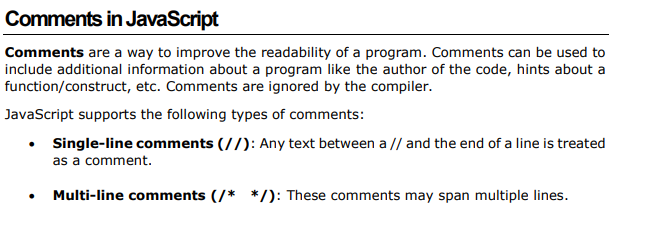 Comments in JavaScript
Comments are a way to improve the readability of a program. Comments can be used to
include additional information about a program like the author of the code, hints about a
function/construct, etc. Comments are ignored by the compiler.
JavaScript supports the following types of comments:
• Single-line comments (//): Any text between a // and the end of a line is treated
as a comment.
• Multi-line comments (/* */): These comments may span multiple lines.